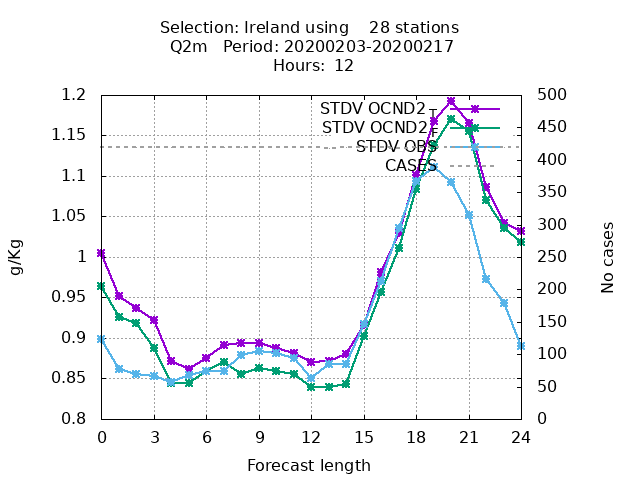 Selection: Ireland using 28 stations
Q2m Period: 20200203-20200217
Hours: 12
1.2
1.15
1.1
1.05
1
0.95
0.9
0.85
0.8
500
450
400
350
300
250
200
150
100
50
0
STDV OCND2_T
STDV OCND2_F
STDV OBS
CASES
g/Kg
No cases
0 3 6 9 12 15 18 21 24
Forecast length